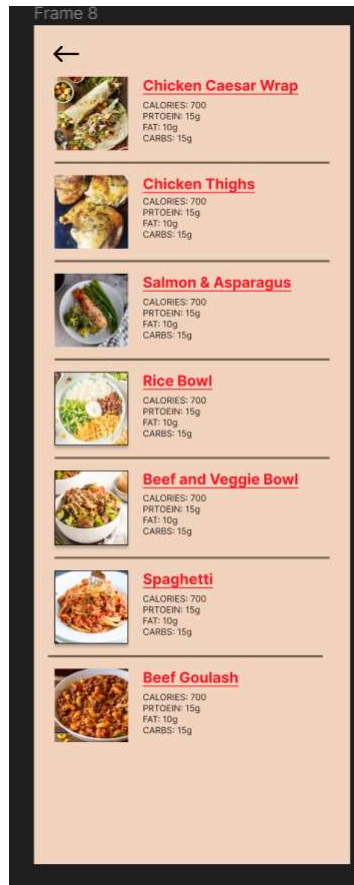 Frame 8
Chicken Caesar Wrap
CALORIES: 700
PRTOEIN: 15g
FAT: 10g
CARBS: 15g
Chicken Thighs
CALORIES: 700
PRTOEIN: 15g
FAT: 10g
CARBS: 15g
Salmon & Asparagus
CALORIES: 700
PRTOEIN: 15g
FAT: 10g
CARBS: 15g
Rice Bowl
CALORIES: 700
PRTOEIN: 15g
FAT: 10g
CARBS: 15g
Beef and Veggie Bowl
CALORIES: 700
PRTOEIN: 15g
FAT: 10g
CARBS: 15g
Spaghetti
CALORIES: 700
PRTOEIN: 15g
FAT: 10g
CARBS: 15g
Beef Goulash
CALORIES: 700
PRTOEIN: 15g
FAT: 10g
CARBS: 15g